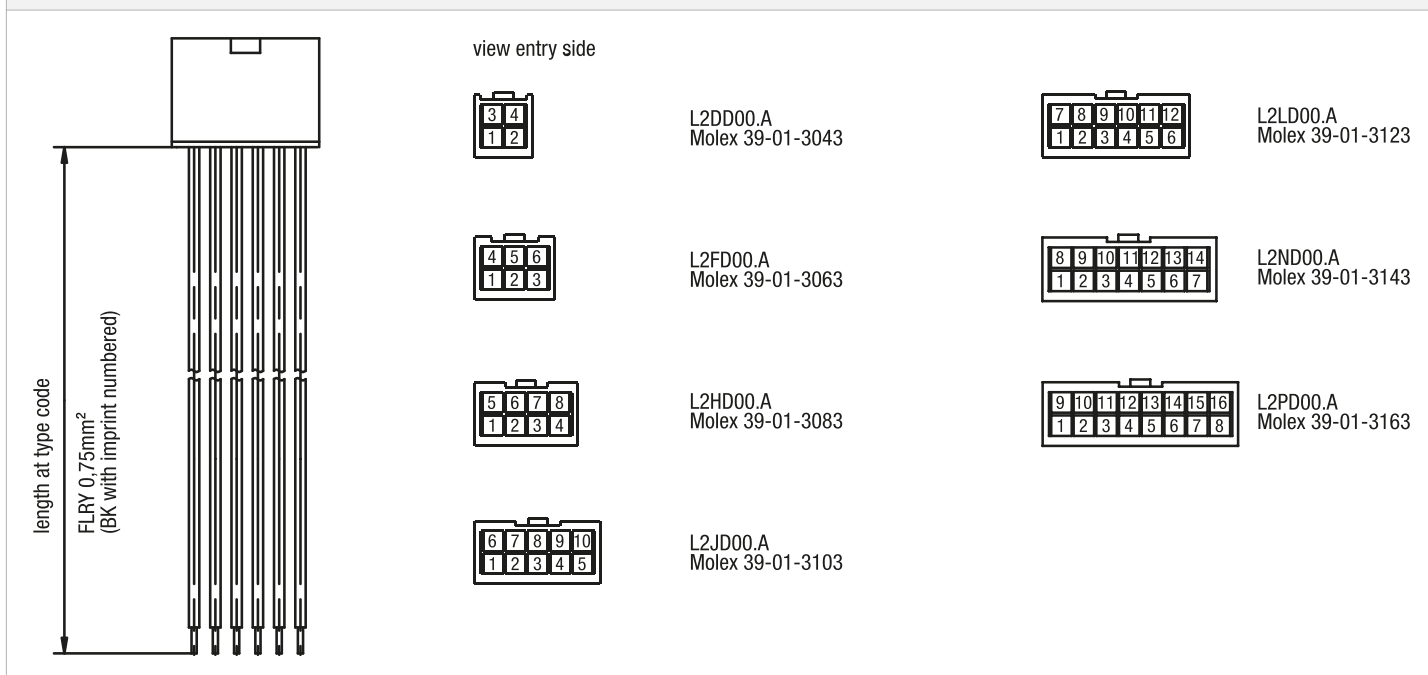 view entry side
3 4
1 2
L2DD00.A
Molex 39-01-3043
4 5 6
1 2 3
L2FD00.A
Molex 39-01-3063
5 6 7 8
1 2 3 4
L2HD00.A
Molex 39-01-3083
6 7 8 9 10
1 2 3 4 5
L2JD00.A
Molex 39-01-3103
7 8 9 10 11 12
1 2 3 4 5 6
L2LD00.A
Molex 39-01-3123
8 9 10 11 12 13 14
1 2 3 4 5 6 7
L2ND00.A
Molex 39-01-3143
9 10 11 12 13 14 15 16
1 2 3 4 5 6 7 8
L2PD00.A
Molex 39-01-3163
length at type code
FLRY 0,75mm²
(BK with imprint numbered)